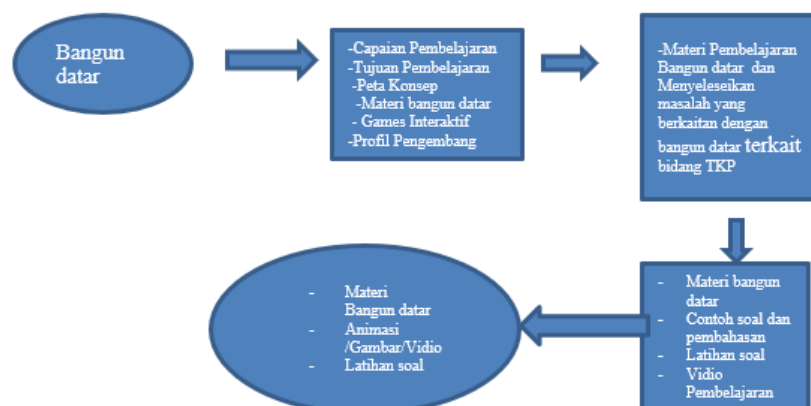 Bangun
datar
-Capaian Pembelajaran
-Tujuan Pembelajaran
-Peta Konsep
-Materi bangun datar
- Games Interaktif
-Profil Pengembang
-Materi Pembelajaran
Bangun datar dan
Menyeleseikan
masalah yang
berkaitan dengan
bangun datar terkait
bidang TKP
- Materi bangun
datar
- Contoh soal dan
pembahasan
- Latihan soal
- Vidio
Pembelajaran
- Materi
Bangun datar
- Animasi
/Gambar/Vidio
- Latihan soal